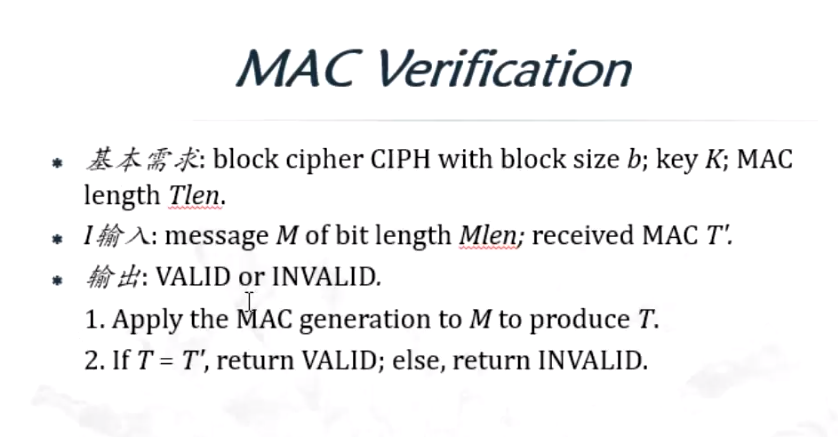 MAC Verification
基本需求: block cipher CIPH with block size b; key K; MAC
length Tlen.
I输入: message M of bit length Mlen; received MAC T'.
输出: VALID or INVALID.
1. Apply the MAC generation to M to produce T.
2. If T = T', return VALID; else, return INVALID.